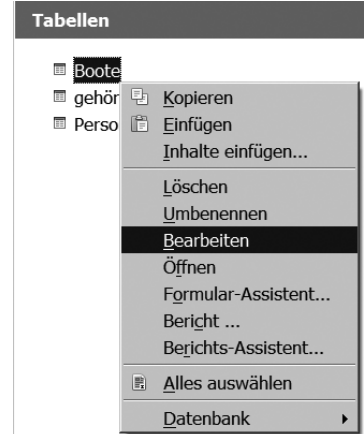 Tabellen
Boote
gehör
Perso
Kopieren
Einfügen
Inhalte einfügen...
Löschen
Umbenennen
Bearbeiten
Öffnen
Formular-Assistent...
Bericht ...
Berichts-Assistent...
Alles auswählen
Datenbank